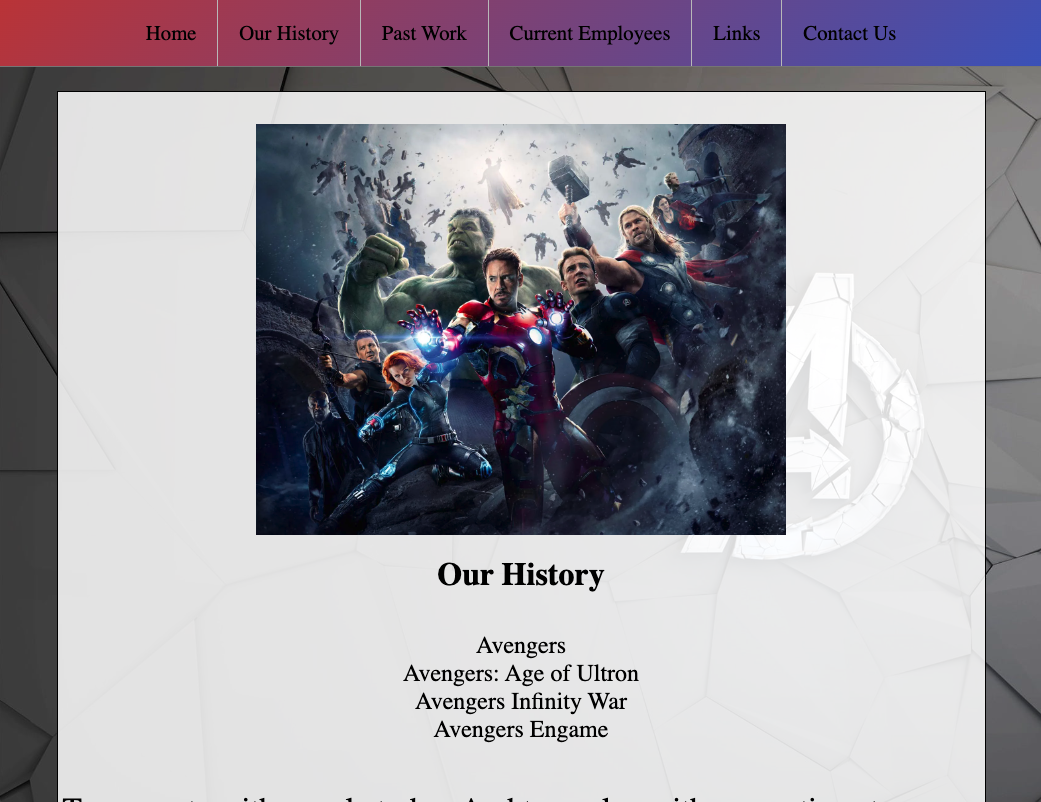 Home Our History Past Work Current Employees Links Contact Us
Our History
Avengers
Avengers: Age of Ultron
Avengers Infinity War
Avengers Engame